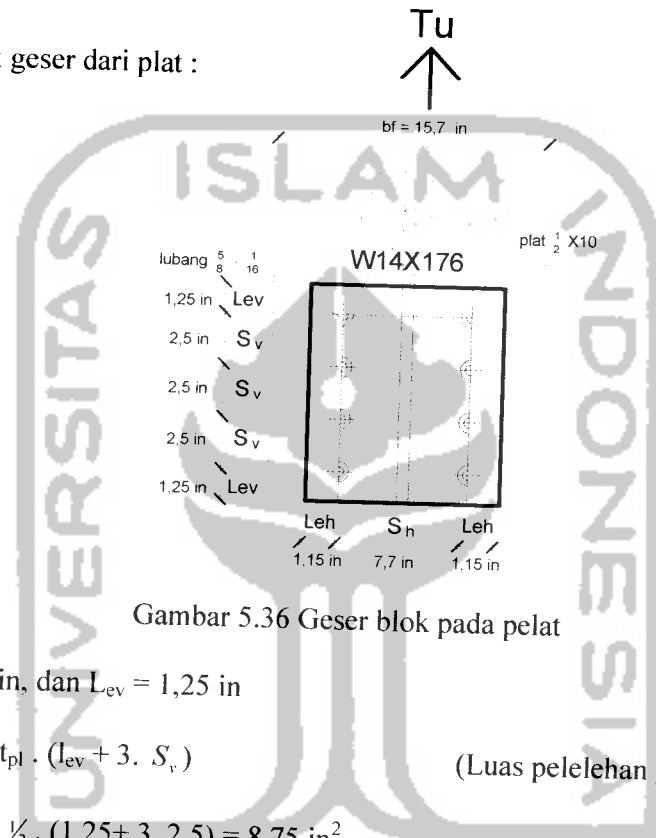 Tu
geser dari plat :
bf = 15,7 in
ISLAM
UNIVERSITAS
INDONESIA
plat 1/2 X10
lubang 5/8 . 1/16
W14X176
1,25 in Lev
2,5 in Sv
2,5 in Sv
2,5 in Sv
1,25 in Lev
Leh Sh Leh
1,15 in 7,7 in 1,15 in
Gambar 5.36 Geser blok pada pelat
in, dan Lev = 1,25 in
tpl . (lev + 3. Sv) (Luas pelelehan
½ . (1,25+ 3. 2,5) = 8,75 in²